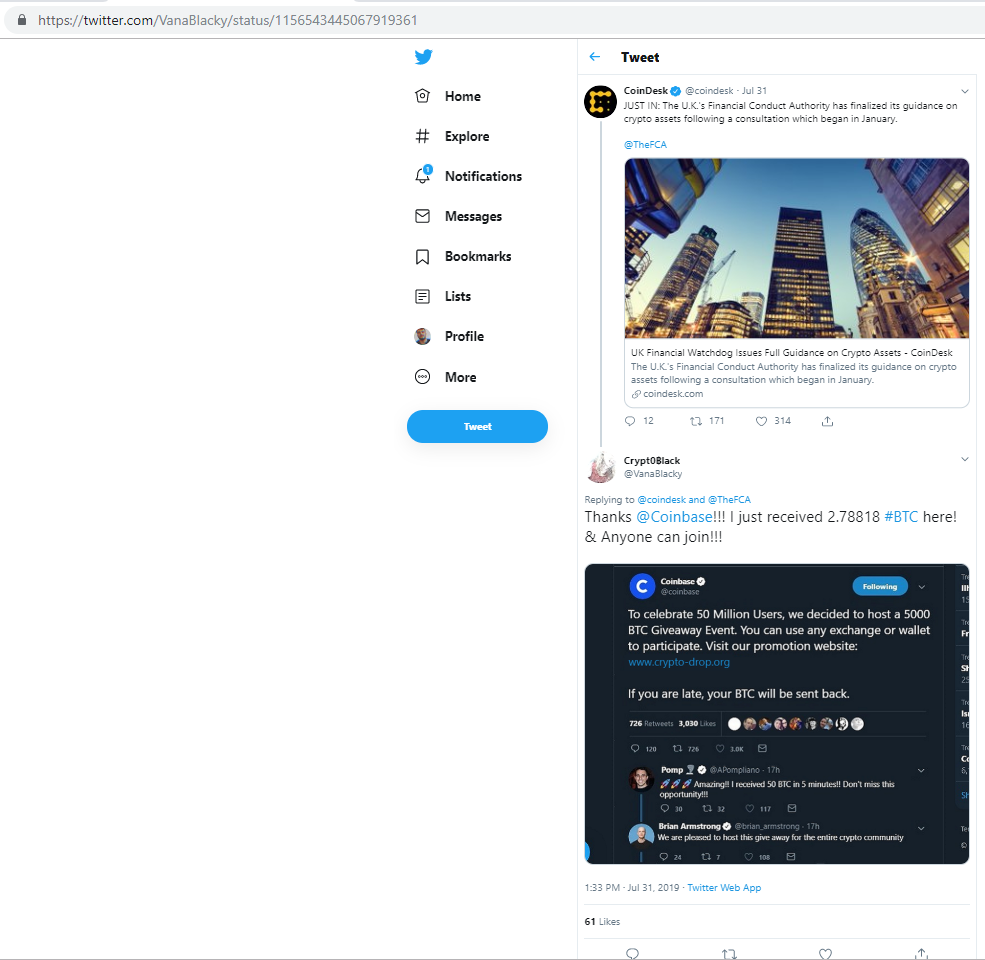 https://twitter.com/VanaBlacky/status/1156543445067919361
Home
Explore
1
Notifications
Messages
Bookmarks
Lists
Profile
More
Tweet
Tweet
CoinDesk @coindesk · Jul 31
JUST IN: The U.K.'s Financial Conduct Authority has finalized its guidance on
crypto assets following a consultation which began in January.
@TheFCA
UK Financial Watchdog Issues Full Guidance on Crypto Assets - CoinDesk
The U.K.'s Financial Conduct Authority has finalized its guidance on crypto
assets following a consultation which began in January.
coindesk.com
12 171 314
Crypt0Black
@VanaBlacky
Replying to @coindesk and @TheFCA
Thanks @Coinbase!!! I just received 2.78818 #BTC here!
& Anyone can join!!!
Coinbase
@coinbase
Following
To celebrate 50 Million Users, we decided to host a 5000
BTC Giveaway Event. You can use any exchange or wallet
to participate. Visit our promotion website:
www.crypto-drop.org
If you are late, your BTC will be sent back.
726 Retweets 3,030 Likes
120 726 3.0K
Pomp @APompliano · 17h
🚀🚀🚀 Amazing!! I received 50 BTC in 5 minutes!! Don't miss this
opportunity!!!
30 32 117
Brian Armstrong @brian_armstrong · 17h
We are pleased to host this give away for the entire crypto community
24 7 108
1:33 PM · Jul 31, 2019 · Twitter Web App
61 Likes